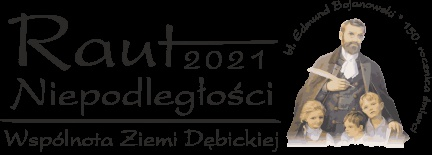 Raut 2021
Niepodległości
Wspólnota Ziemi Dębickiej
bł. Edmund Bojanowski * 150. rocznica śmierci